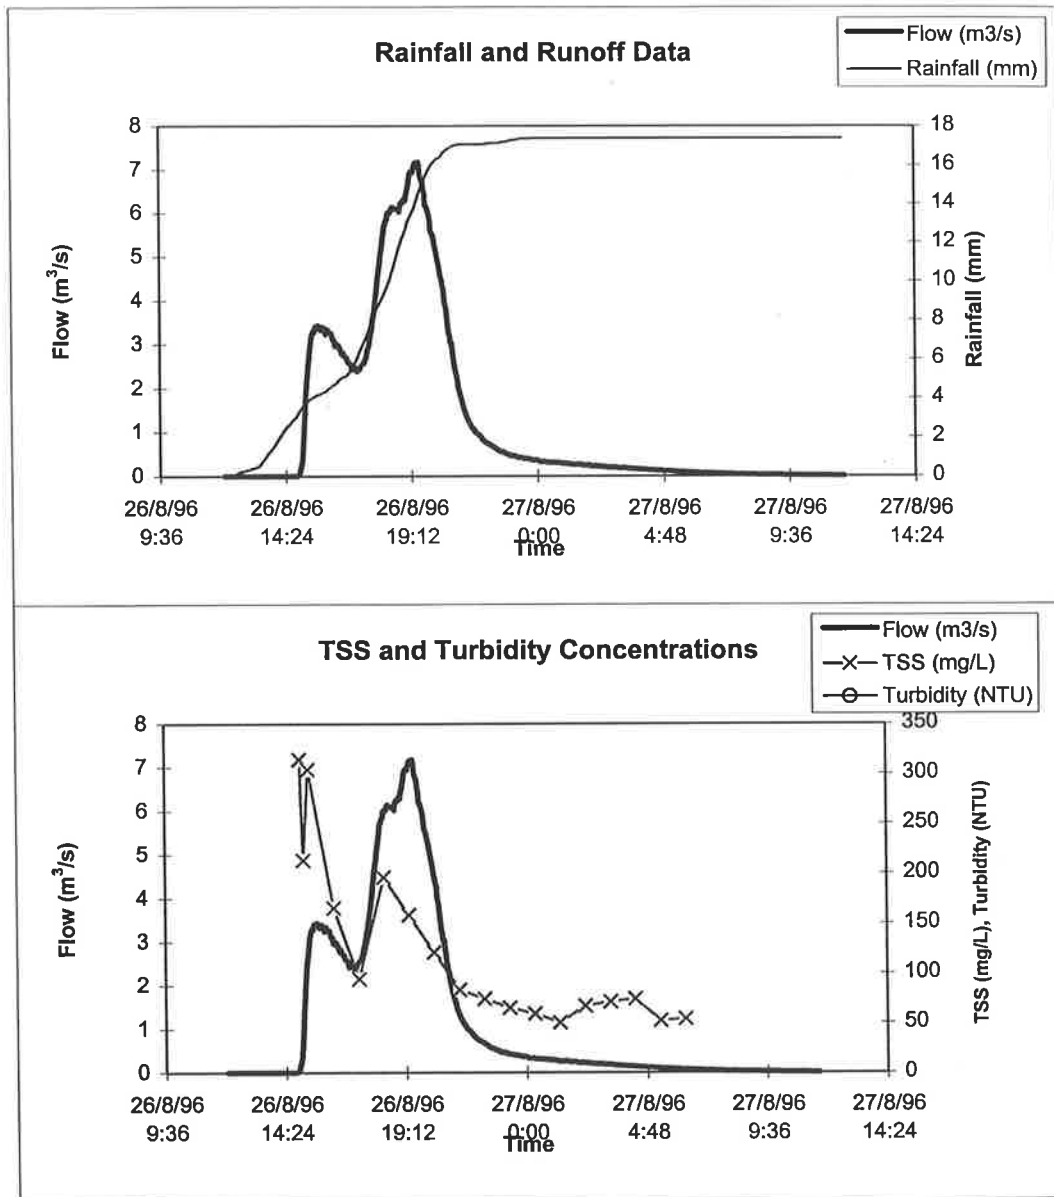 Rainfall and Runoff Data
Flow (m3/s)
Rainfall (mm)
8
7
6
5
4
3
2
1
0
Flow (m³/s)
18
16
14
12
10
8
6
4
2
0
Rainfall (mm)
26/8/96 26/8/96 26/8/96 27/8/96 27/8/96 27/8/96 27/8/96
9:36 14:24 19:12 0:00 4:48 9:36 14:24
Time
TSS and Turbidity Concentrations
Flow (m3/s)
TSS (mg/L)
Turbidity (NTU)
8
7
6
5
4
3
2
1
0
Flow (m³/s)
350
300
250
200
150
100
50
0
TSS (mg/L), Turbidity (NTU)
26/8/96 26/8/96 26/8/96 27/8/96 27/8/96 27/8/96 27/8/96
9:36 14:24 19:12 0:00 4:48 9:36 14:24
Time